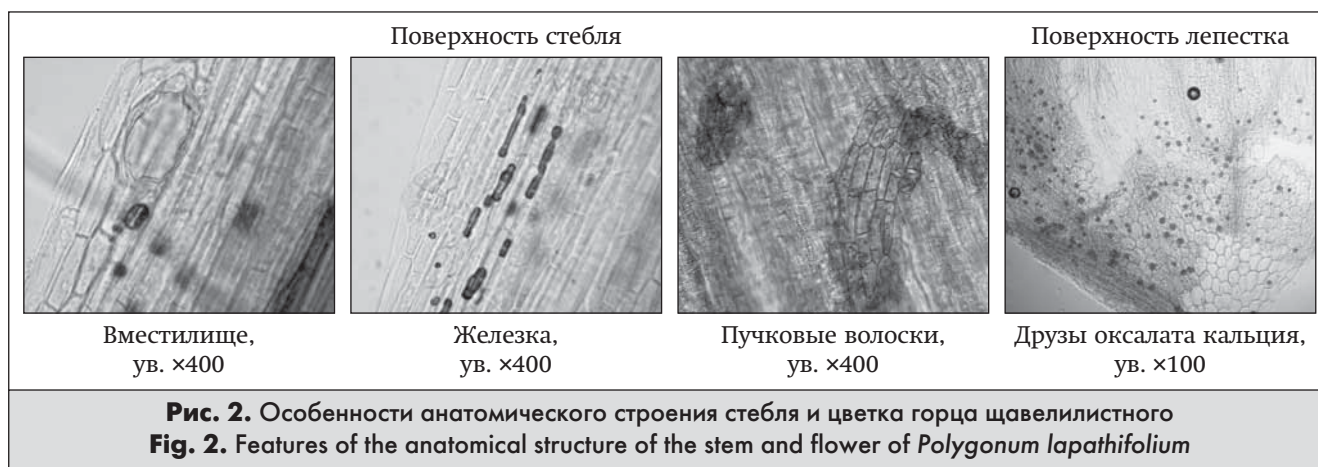 Поверхность стебля
Поверхность лепестка
Вместилище,
ув. ×400
Железка,
ув. ×400
Пучковые волоски,
ув. ×400
Друзы оксалата кальция,
ув. ×100
Рис. 2. Особенности анатомического строения стебля и цветка горца щавелилистного
Fig. 2. Features of the anatomical structure of the stem and flower of Polygonum lapathifolium